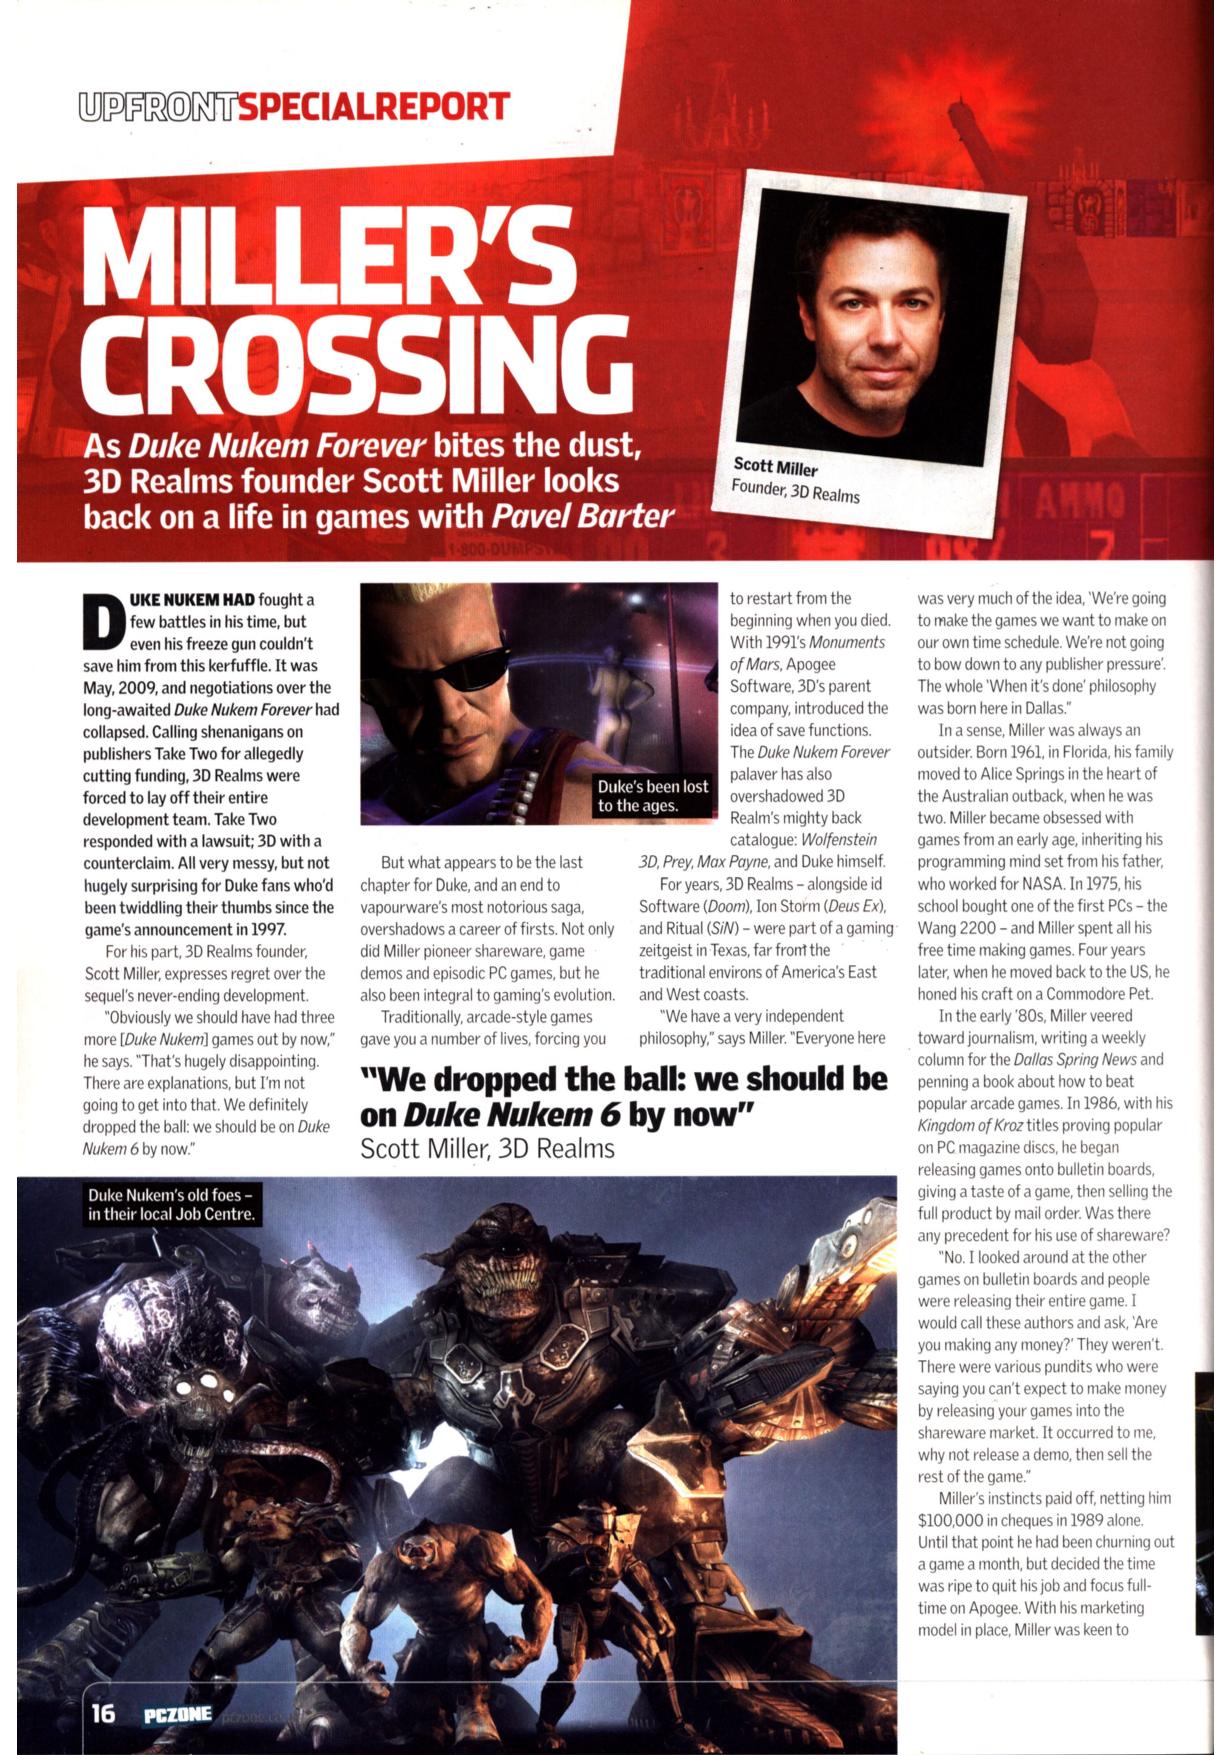 UPFRONTSPECIALREPORT
MILLER'S
CROSSING
As Duke Nukem Forever bites the dust,
3D Realms founder Scott Miller looks
back on a life in games with Pavel Barter
Scott Miller
Founder, 3D Realms
AMMO
1-800-DUMPST
DUKE NUKEM HAD fought a
few battles in his time, but
even his freeze gun couldn't
save him from this kerfuffle. It was
May, 2009, and negotiations over the
long-awaited Duke Nukem Forever had
collapsed. Calling shenanigans on
publishers Take Two for allegedly
cutting funding, 3D Realms were
forced to lay off their entire
development team. Take Two
responded with a lawsuit; 3D with a
counterclaim. All very messy, but not
hugely surprising for Duke fans who'd
been twiddling their thumbs since the
game's announcement in 1997.
For his part, 3D Realms founder,
Scott Miller, expresses regret over the
sequel's never-ending development.
"Obviously we should have had three
more [Duke Nukem] games out by now,"
he says. "That's hugely disappointing.
There are explanations, but I'm not
going to get into that. We definitely
dropped the ball: we should be on Duke
Nukem 6 by now."
Duke's been lost
to the ages.
But what appears to be the last
chapter for Duke, and an end to
vapourware's most notorious saga,
overshadows a career of firsts. Not only
did Miller pioneer shareware, game
demos and episodic PC games, but he
also been integral to gaming's evolution.
Traditionally, arcade-style games
gave you a number of lives, forcing you
to restart from the
beginning when you died.
With 1991's Monuments
of Mars, Apogee
Software, 3D's parent
company, introduced the
idea of save functions.
The Duke Nukem Forever
palaver has also
overshadowed 3D
Realm's mighty back
catalogue: Wolfenstein
3D, Prey, Max Payne, and Duke himself.
For years, 3D Realms – alongside id
Software (Doom), Ion Storm (Deus Ex),
and Ritual (SiN) – were part of a gaming
zeitgeist in Texas, far from the
traditional environs of America's East
and West coasts.
"We have a very independent
philosophy," says Miller. "Everyone here
"We dropped the ball: we should be
on Duke Nukem 6 by now"
Scott Miller, 3D Realms
was very much of the idea, 'We're going
to make the games we want to make on
our own time schedule. We're not going
to bow down to any publisher pressure'.
The whole 'When it's done' philosophy
was born here in Dallas."
In a sense, Miller was always an
outsider. Born 1961, in Florida, his family
moved to Alice Springs in the heart of
the Australian outback, when he was
two. Miller became obsessed with
games from an early age, inheriting his
programming mind set from his father,
who worked for NASA. In 1975, his
school bought one of the first PCs – the
Wang 2200 – and Miller spent all his
free time making games. Four years
later, when he moved back to the US, he
honed his craft on a Commodore Pet.
In the early '80s, Miller veered
toward journalism, writing a weekly
column for the Dallas Spring News and
penning a book about how to beat
popular arcade games. In 1986, with his
Kingdom of Kroz titles proving popular
on PC magazine discs, he began
releasing games onto bulletin boards,
giving a taste of a game, then selling the
full product by mail order. Was there
any precedent for his use of shareware?
"No. I looked around at the other
games on bulletin boards and people
were releasing their entire game. I
would call these authors and ask, 'Are
you making any money?' They weren't.
There were various pundits who were
saying you can't expect to make money
by releasing your games into the
shareware market. It occurred to me,
why not release a demo, then sell the
rest of the game."
Miller's instincts paid off, netting him
$100,000 in cheques in 1989 alone.
Until that point he had been churning out
a game a month, but decided the time
was ripe to quit his job and focus full-
time on Apogee. With his marketing
model in place, Miller was keen to
Duke Nukem's old foes –
in their local Job Centre.
16 PCZONE